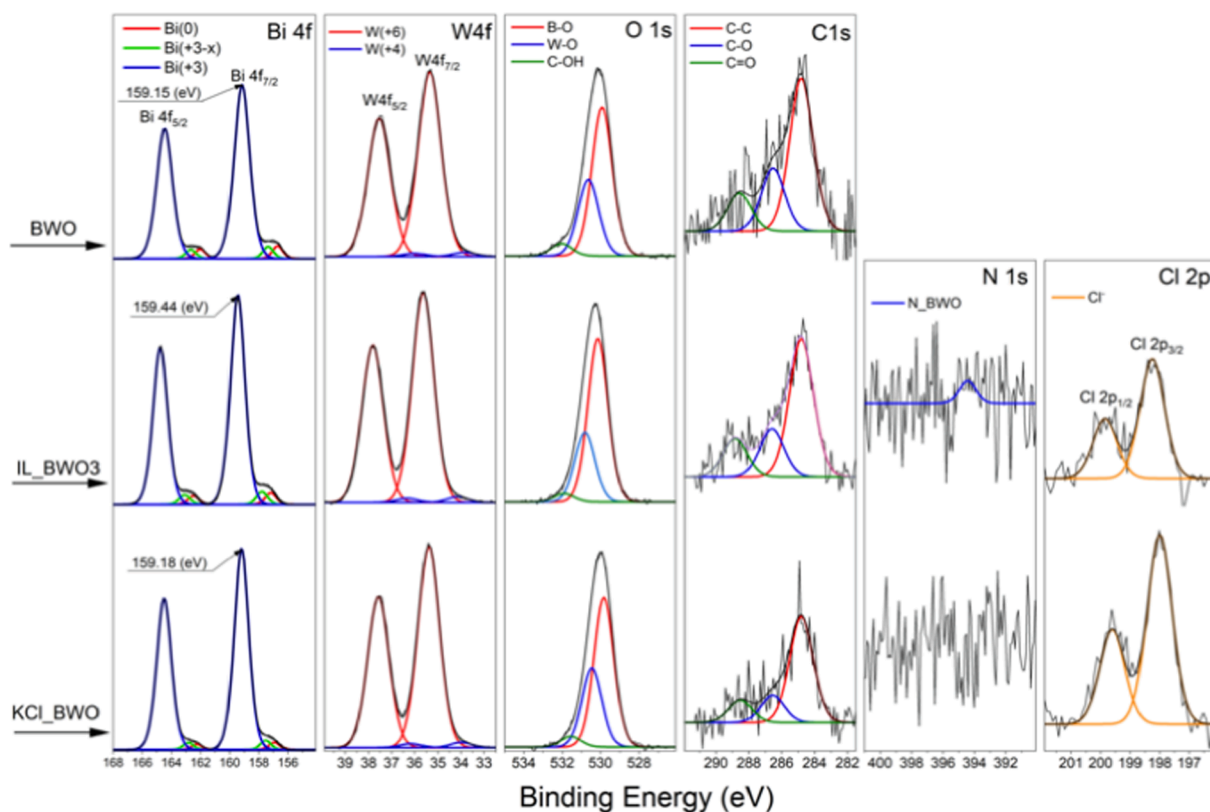 Bi(0)
Bi(+3-x)
Bi(+3)
Bi 4f
Bi 4f7/2
159.15 (eV)
Bi 4f5/2
W(+6)
W(+4)
W4f
W4f7/2
W4f5/2
B-O
W-O
C-OH
O 1s
C-C
C-O
C=O
C1s
BWO
159.44 (eV)
IL_BWO3
N 1s
N_BWO
Cl 2p
Cl⁻
Cl 2p3/2
Cl 2p1/2
159.18 (eV)
KCl_BWO
168 166 164 162 160 158 156
39 38 37 36 35 34 33
534 532 530 528
290 288 286 284 282
400 398 396 394 392
201 200 199 198 197
Binding Energy (eV)